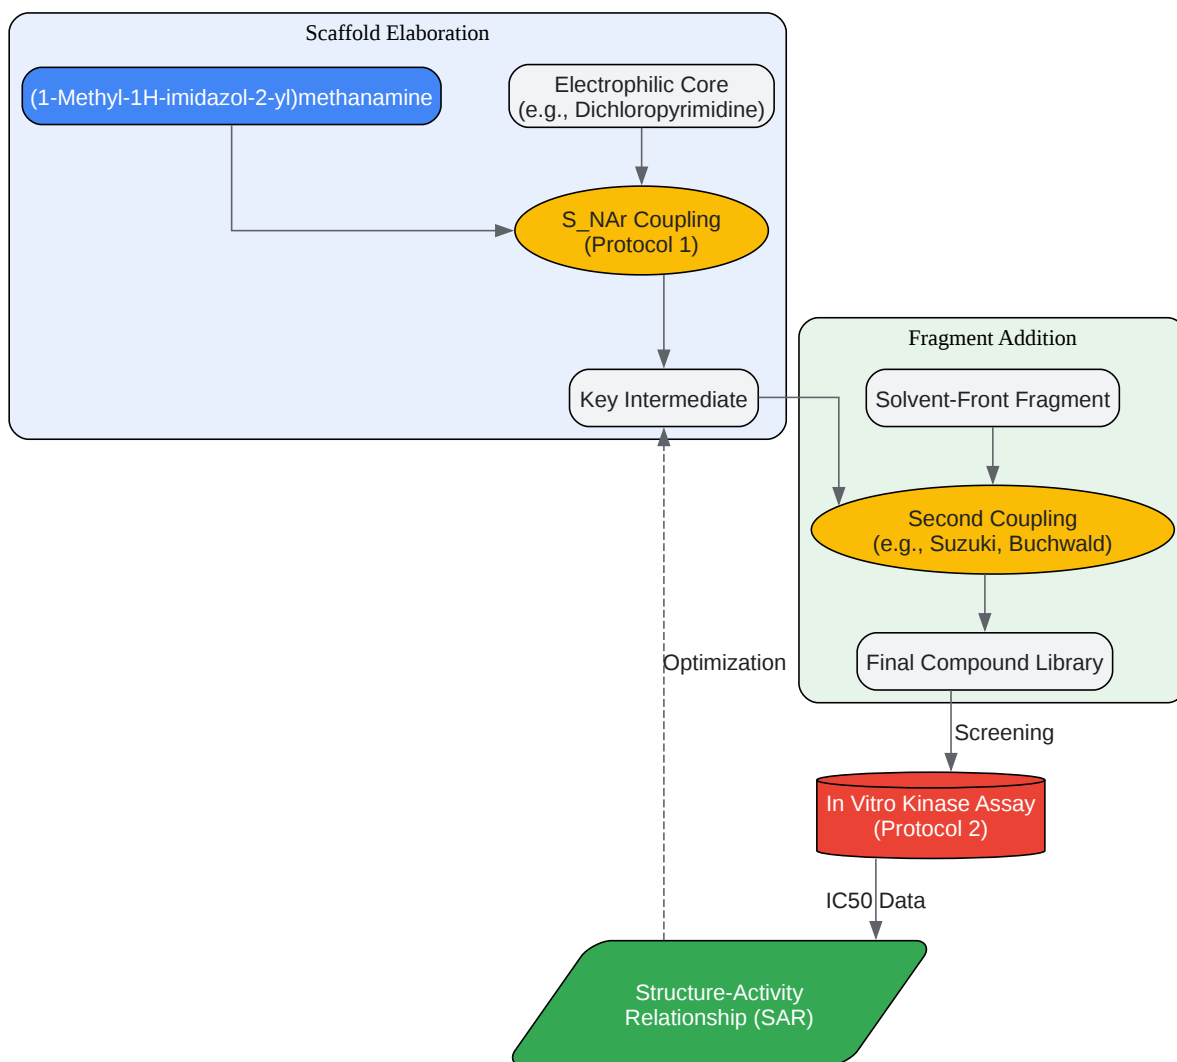 Scaffold Elaboration
(1-Methyl-1H-imidazol-2-yl)methanamine
Electrophilic Core
(e.g., Dichloropyrimidine)
S_NAr Coupling
(Protocol 1)
Key Intermediate
Fragment Addition
Solvent-Front Fragment
Second Coupling
(e.g., Suzuki, Buchwald)
Final Compound Library
Optimization
Screening
In Vitro Kinase Assay
(Protocol 2)
IC50 Data
Structure-Activity
Relationship (SAR)